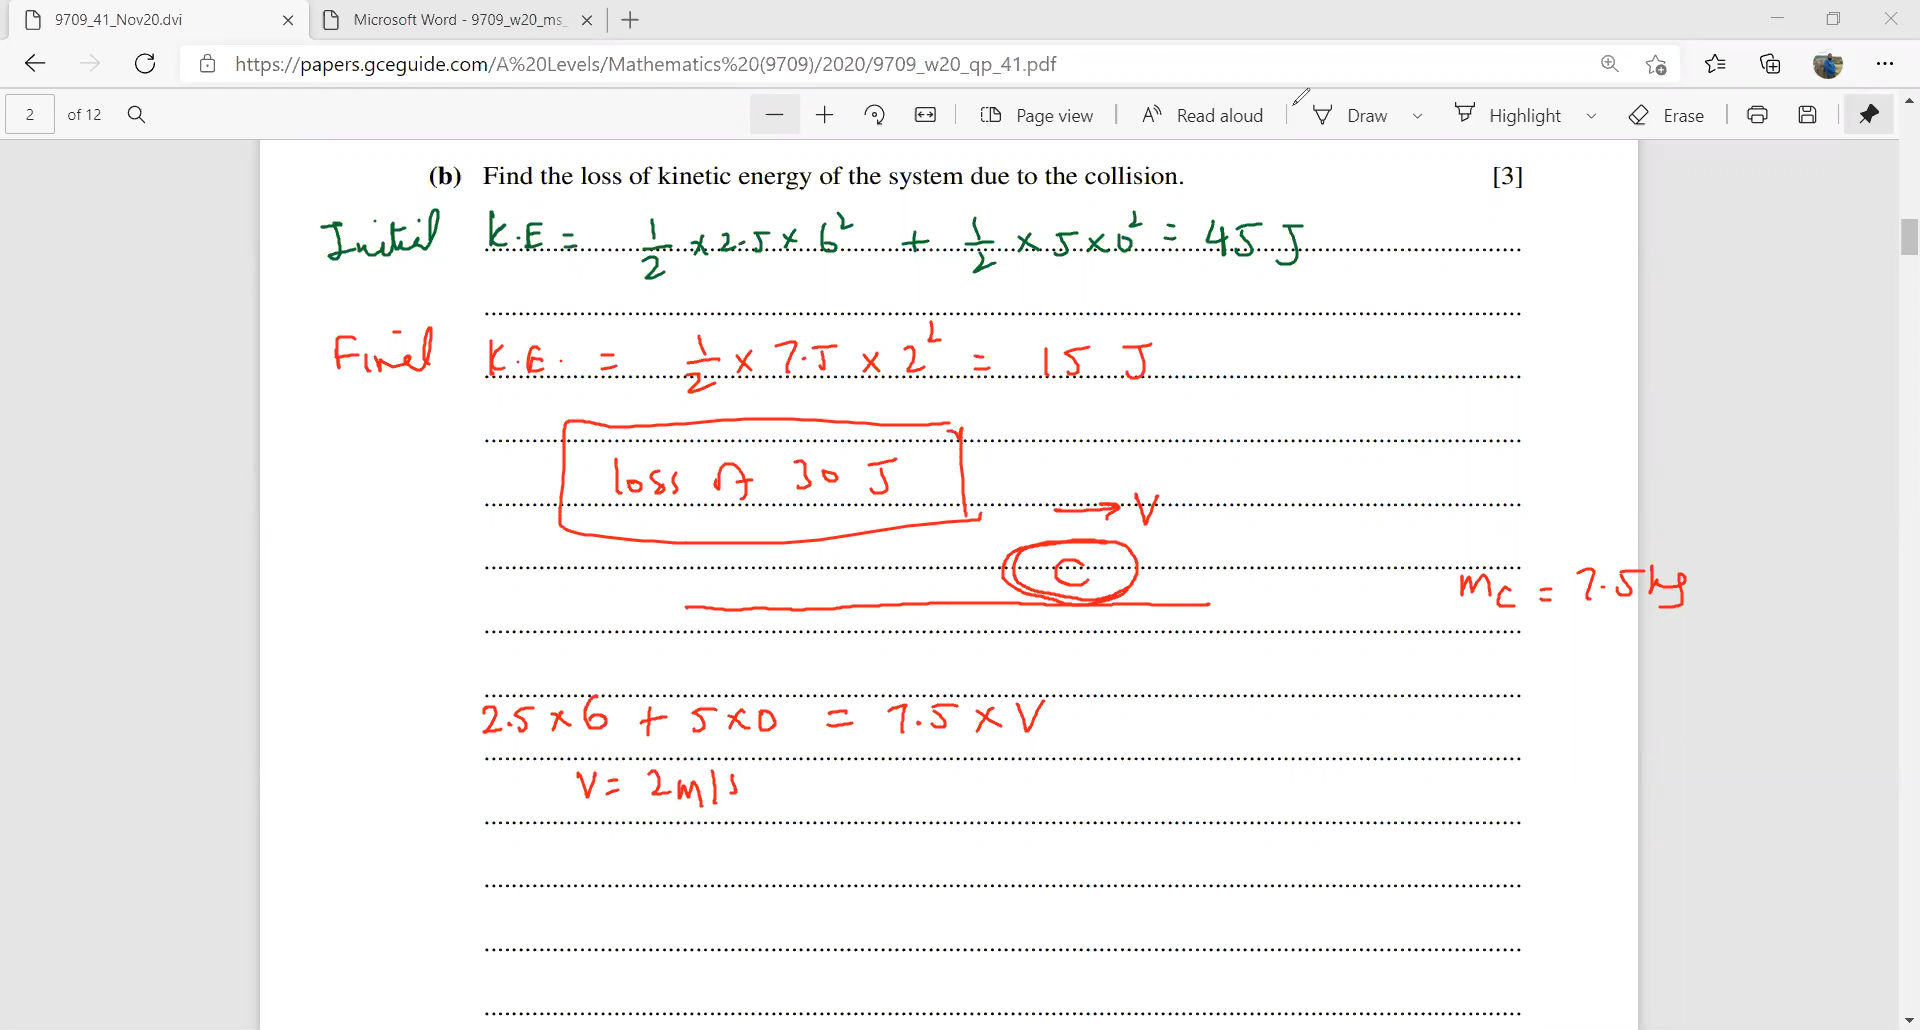 9709_41_Nov20.dvi
Microsoft Word - 9709_w20_ms_
https://papers.gceguide.com/A%20Levels/Mathematics%20(9709)/2020/9709_w20_qp_41.pdf
2 of 12 Page view Read aloud Draw Highlight Erase
(b) Find the loss of kinetic energy of the system due to the collision. [3]
Initial K.E = 1/2 × 2.5 × 6² + 1/2 × 5 × 0² = 45 J
Final K.E. = 1/2 × 7.5 × 2² = 15 J
loss of 30 J
→ V
C
mc = 7.5 kg
2.5 × 6 + 5 × 0 = 7.5 × V
V = 2 m/s